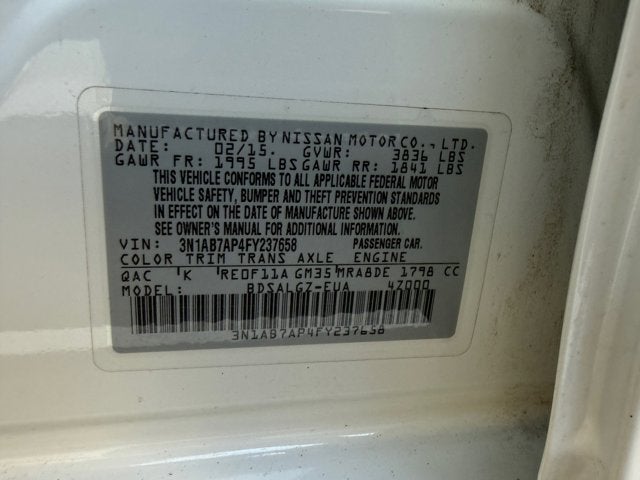 MANUFACTURED BY NISSAN MOTOR CO., LTD.
DATE: 02/15. GVWR: 3836 LBS
GAWR FR: 1995 LBS GAWR RR: 1841 LBS
THIS VEHICLE CONFORMS TO ALL APPLICABLE FEDERAL MOTOR
VEHICLE SAFETY, BUMPER AND THEFT PREVENTION STANDARDS
IN EFFECT ON THE DATE OF MANUFACTURE SHOWN ABOVE.
SEE OWNER'S MANUAL FOR ADDITIONAL INFORMATION.
VIN: 3N1AB7AP4FY237658 PASSENGER CAR.
COLOR TRIM TRANS AXLE ENGINE
QAC K RE0F11A GM35 MRA8DE 1798 CC
MODEL: BDSALGZ-EUA 4Z000
3N1AB7AP4FY237658